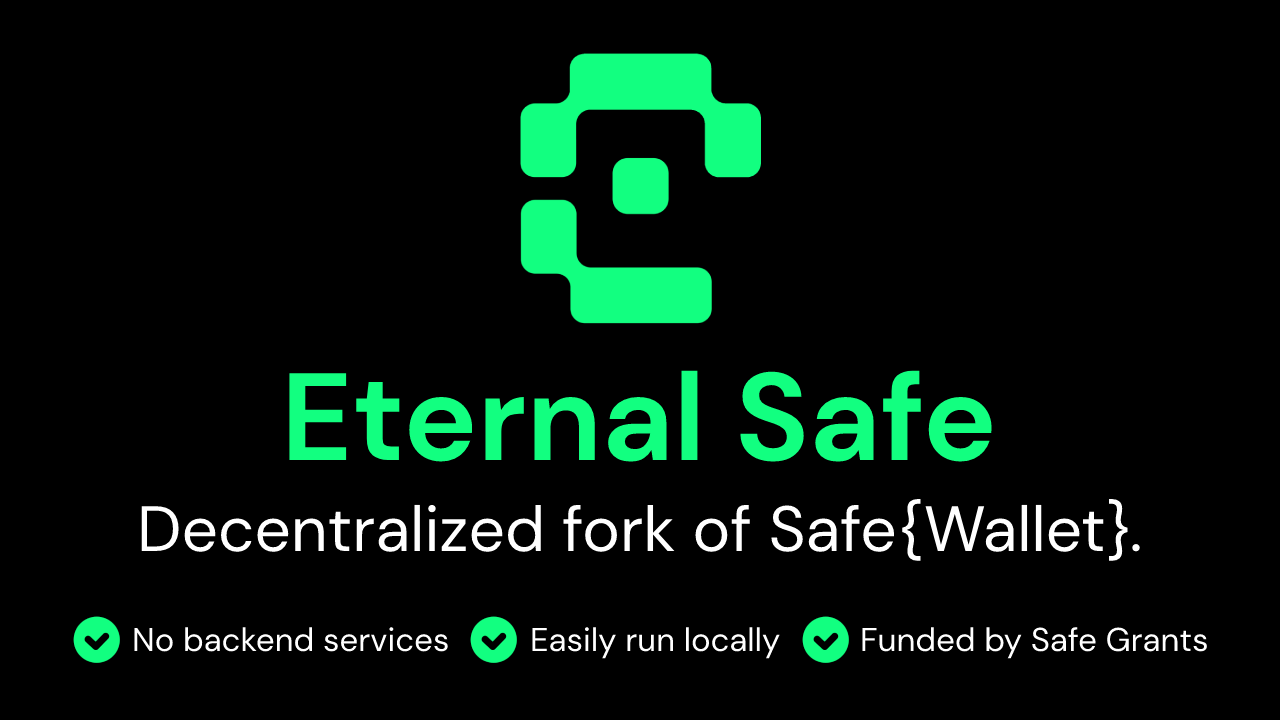 Eternal Safe
Decentralized fork of Safe{Wallet}.
No backend services Easily run locally Funded by Safe Grants